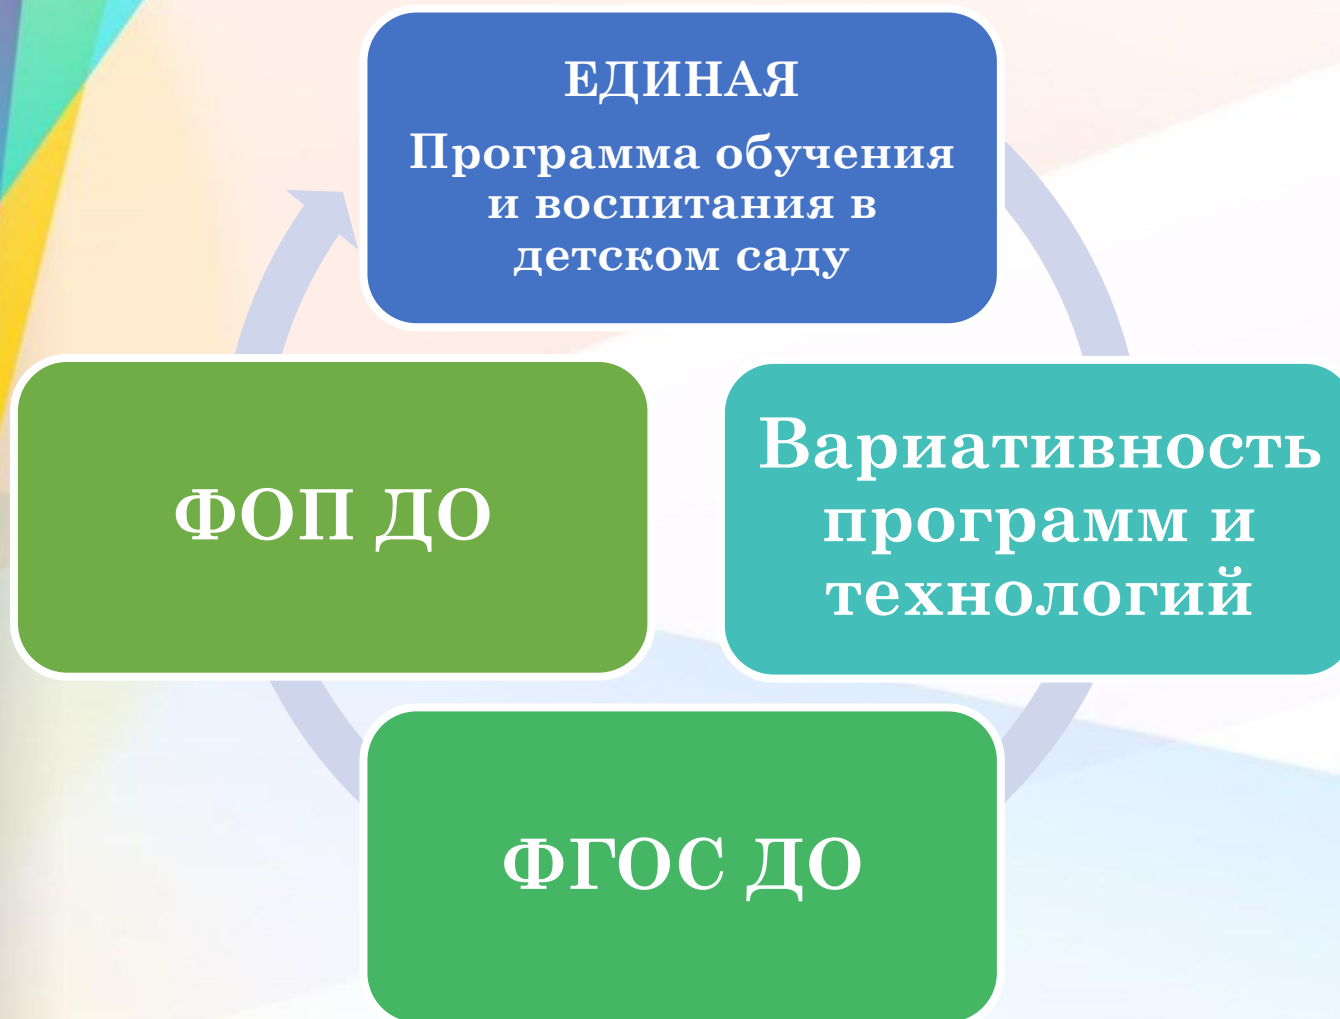 ЕДИНАЯ
Программа обучения
и воспитания в
детском саду
ФОП ДО
Вариативность
программ и
технологий
ФГОС ДО